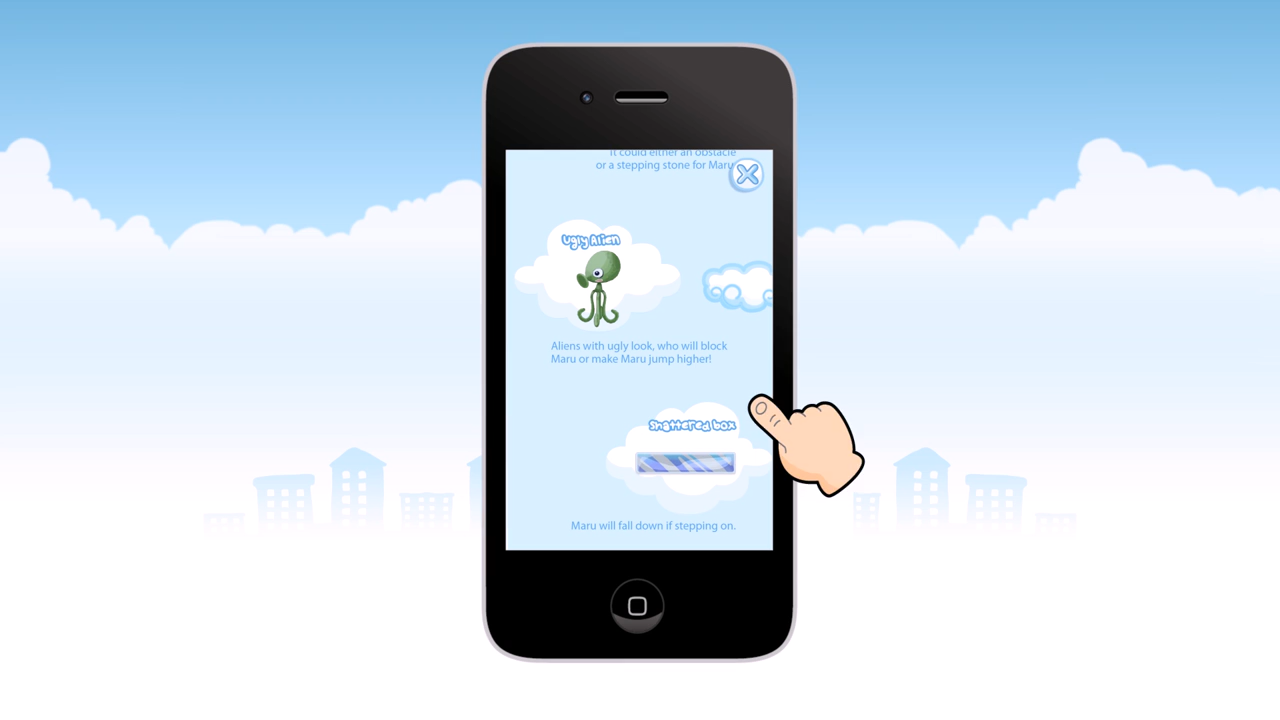 It could either an obstacle
or a stepping stone for Maru
Ugly Alien
Aliens with ugly look, who will block
Maru or make Maru jump higher!
Shattered box
Maru will fall down if stepping on.